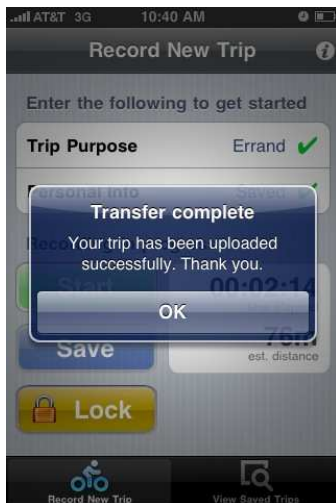 AT&T 3G 10:40 AM
Record New Trip
Enter the following to get started
Trip Purpose Errand
Personal Info Saved
Transfer complete
Your trip has been uploaded
successfully. Thank you.
Start 00:02:14
OK
76m
Save est. distance
Lock
Record New Trip View Saved Trips